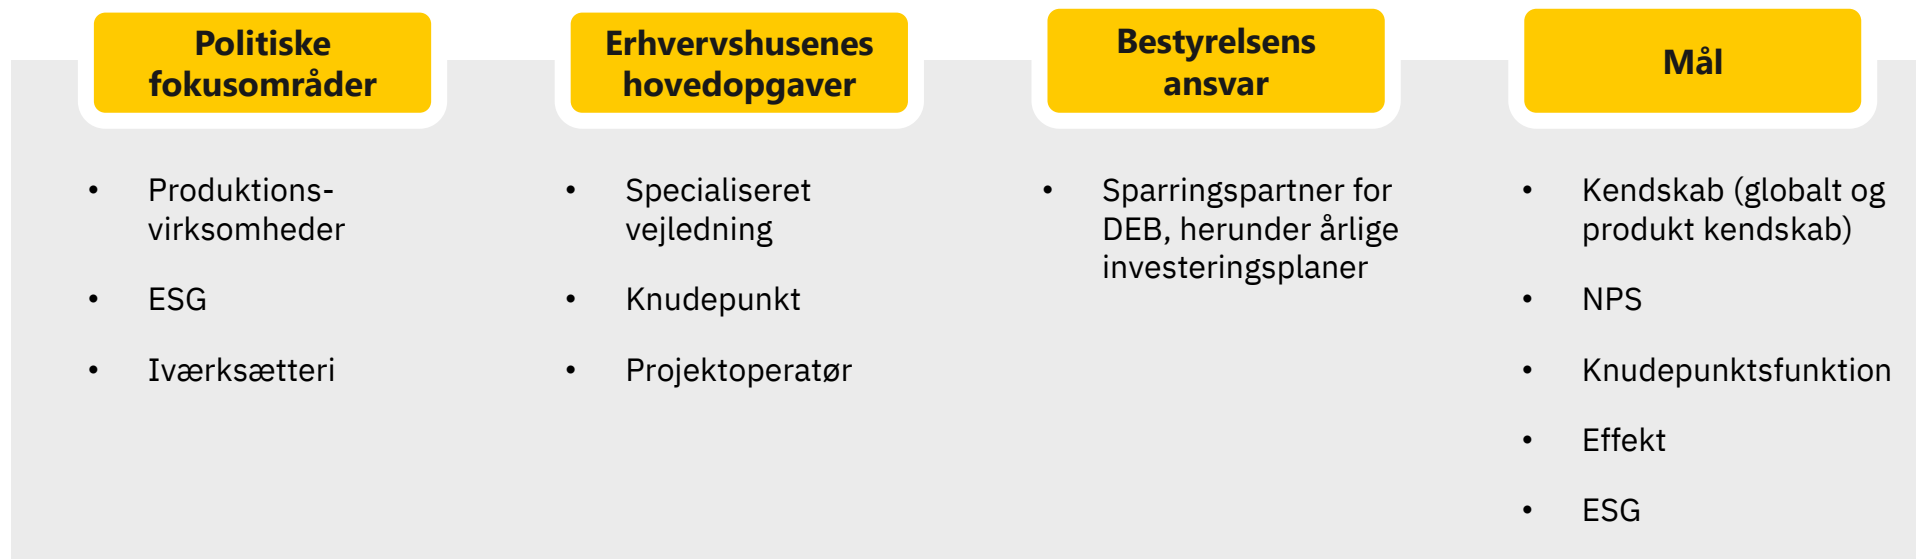 Politiske
fokusområder
• Produktions-
virksomheder
• ESG
• Iværksætteri
Erhvervshusenes
hovedopgaver
• Specialiseret
vejledning
• Knudepunkt
• Projektoperatør
Bestyrelsens
ansvar
• Sparringspartner for
DEB, herunder årlige
investeringsplaner
Mål
• Kendskab (globalt og
produkt kendskab)
• NPS
• Knudepunktsfunktion
• Effekt
• ESG